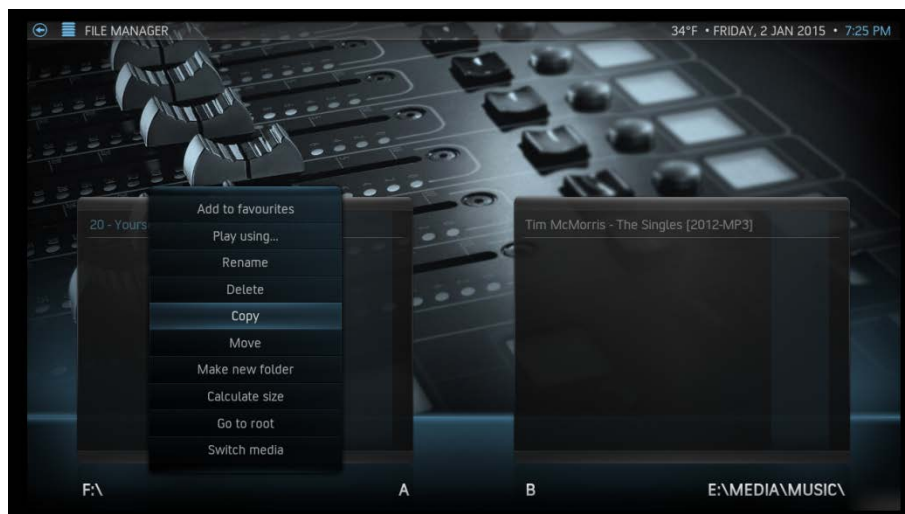 FILE MANAGER
34°F • FRIDAY, 2 JAN 2015 • 7:25 PM
20 - Yours
Add to favourites
Play using...
Rename
Delete
Copy
Move
Make new folder
Calculate size
Go to root
Switch media
Tim McMorris - The Singles [2012-MP3]
F:\
A
B
E:\MEDIA\MUSIC\